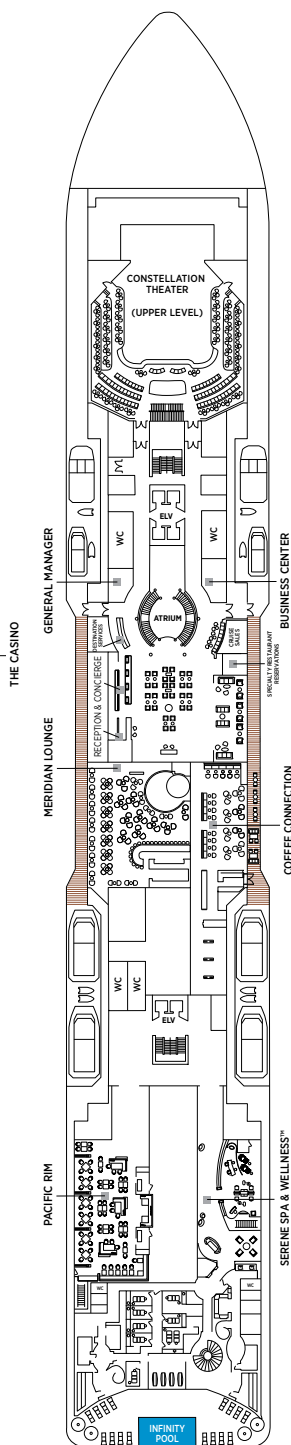 CONSTELLATION
THEATER
(UPPER LEVEL)
ELV
WC
WC
GENERAL MANAGER
BUSINESS CENTER
THE CASINO
ATRIUM
DESTINATION
SERVICES
CRUISE
SALES
RECEPTION & CONCIERGE
SPECIALTY RESTAURANT
RESERVATIONS
MERIDIAN LOUNGE
COFFEE CONNECTION
WC
WC
ELV
PACIFIC RIM
SERENE SPA & WELLNESS™
WC
WC
INFINITY
POOL